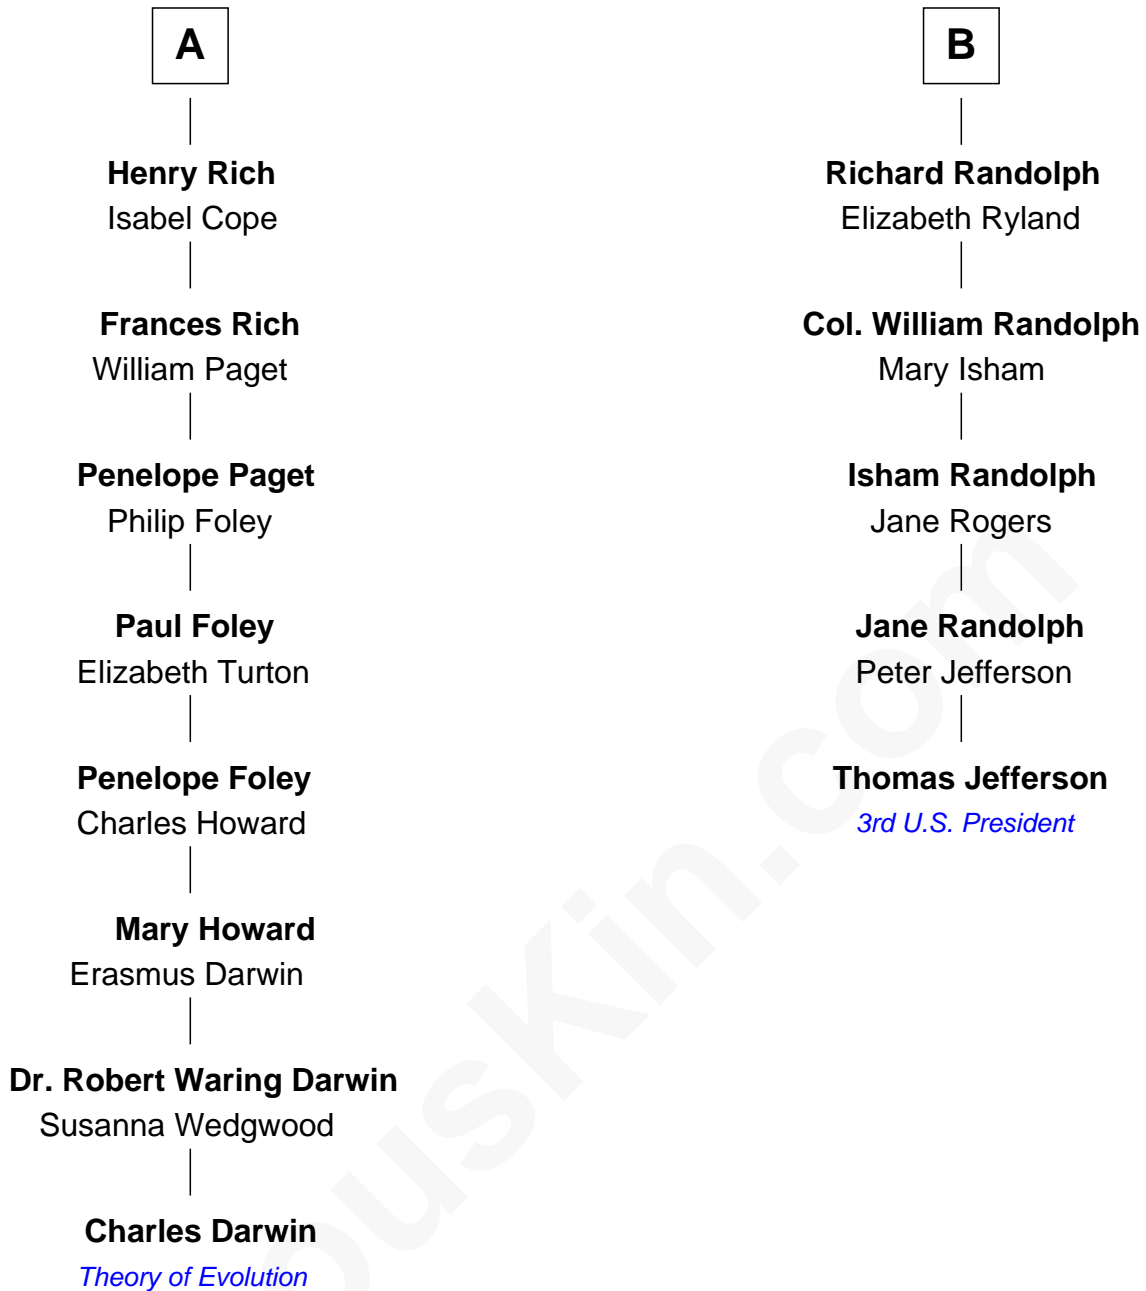 A
Henry Rich
Isabel Cope
Frances Rich
William Paget
Penelope Paget
Philip Foley
Paul Foley
Elizabeth Turton
Penelope Foley
Charles Howard
Mary Howard
Erasmus Darwin
Dr. Robert Waring Darwin
Susanna Wedgwood
Charles Darwin
Theory of Evolution
B
Richard Randolph
Elizabeth Ryland
Col. William Randolph
Mary Isham
Isham Randolph
Jane Rogers
Jane Randolph
Peter Jefferson
Thomas Jefferson
3rd U.S. President
ousKin.com